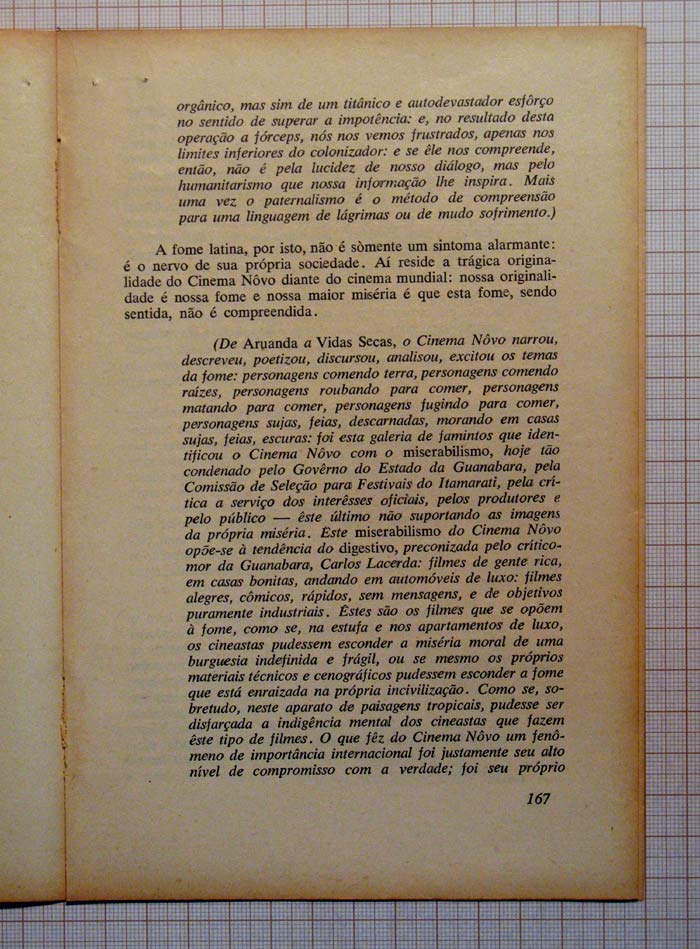 orgânico, mas sim de um titânico e autodevastador esfôrço
no sentido de superar a impotência: e, no resultado desta
operação a fórceps, nós nos vemos frustrados, apenas nos
limites inferiores do colonizador: e se êle nos compreende,
então, não é pela lucidez de nosso diálogo, mas pelo
humanitarismo que nossa informação lhe inspira. Mais
uma vez o paternalismo é o método de compreensão
para uma linguagem de lágrimas ou de mudo sofrimento.)
A fome latina, por isto, não é sòmente um sintoma alarmante:
é o nervo de sua própria sociedade. Aí reside a trágica origina-
lidade do Cinema Nôvo diante do cinema mundial: nossa originali-
dade é nossa fome e nossa maior miséria é que esta fome, sendo
sentida, não é compreendida.
(De Aruanda a Vidas Secas, o Cinema Nôvo narrou,
descreveu, poetizou, discursou, analisou, excitou os temas
da fome: personagens comendo terra, personagens comendo
raízes, personagens roubando para comer, personagens
matando para comer, personagens fugindo para comer,
personagens sujas, feias, descarnadas, morando em casas
sujas, feias, escuras: foi esta galeria de famintos que iden-
tificou o Cinema Nôvo com o miserabilismo, hoje tão
condenado pelo Govêrno do Estado da Guanabara, pela
Comissão de Seleção para Festivais do Itamarati, pela crí-
tica a serviço dos interêsses oficiais, pelos produtores e
pelo público — êste último não suportando as imagens
da própria miséria. Este miserabilismo do Cinema Nôvo
opõe-se à tendência do digestivo, preconizada pelo crítico-
mor da Guanabara, Carlos Lacerda: filmes de gente rica,
em casas bonitas, andando em automóveis de luxo: filmes
alegres, cômicos, rápidos, sem mensagens, e de objetivos
puramente industriais. Êstes são os filmes que se opõem
à fome, como se, na estufa e nos apartamentos de luxo,
os cineastas pudessem esconder a miséria moral de uma
burguesia indefinida e frágil, ou se mesmo os próprios
materiais técnicos e cenográficos pudessem esconder a fome
que está enraizada na própria incivilização. Como se, so-
bretudo, neste aparato de paisagens tropicais, pudesse ser
disfarçada a indigência mental dos cineastas que fazem
êste tipo de filmes. O que fêz do Cinema Nôvo um fenô-
meno de importância internacional foi justamente seu alto
nível de compromisso com a verdade; foi seu próprio
167